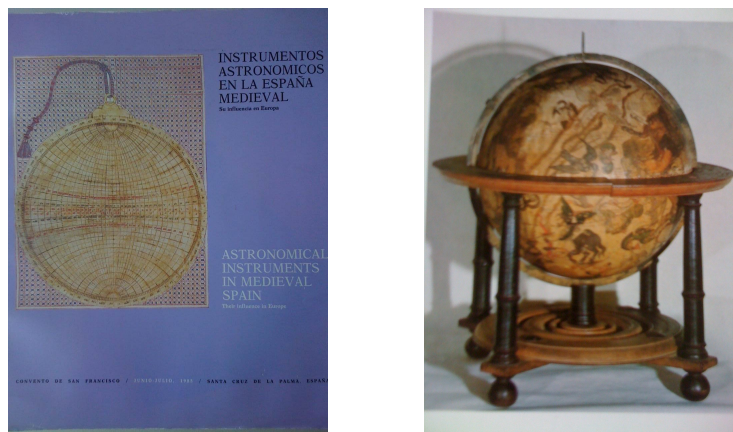 INSTRUMENTOS
ASTRONOMICOS
EN LA ESPAÑA
MEDIEVAL
Su influencia en Europa
ASTRONOMICAL
INSTRUMENTS
IN MEDIEVAL
SPAIN
Their influence in Europe
CONVENTO DE SAN FRANCISCO / JUNIO-JULIO 1985 / SANTA CRUZ DE LA PALMA. ESPAÑA